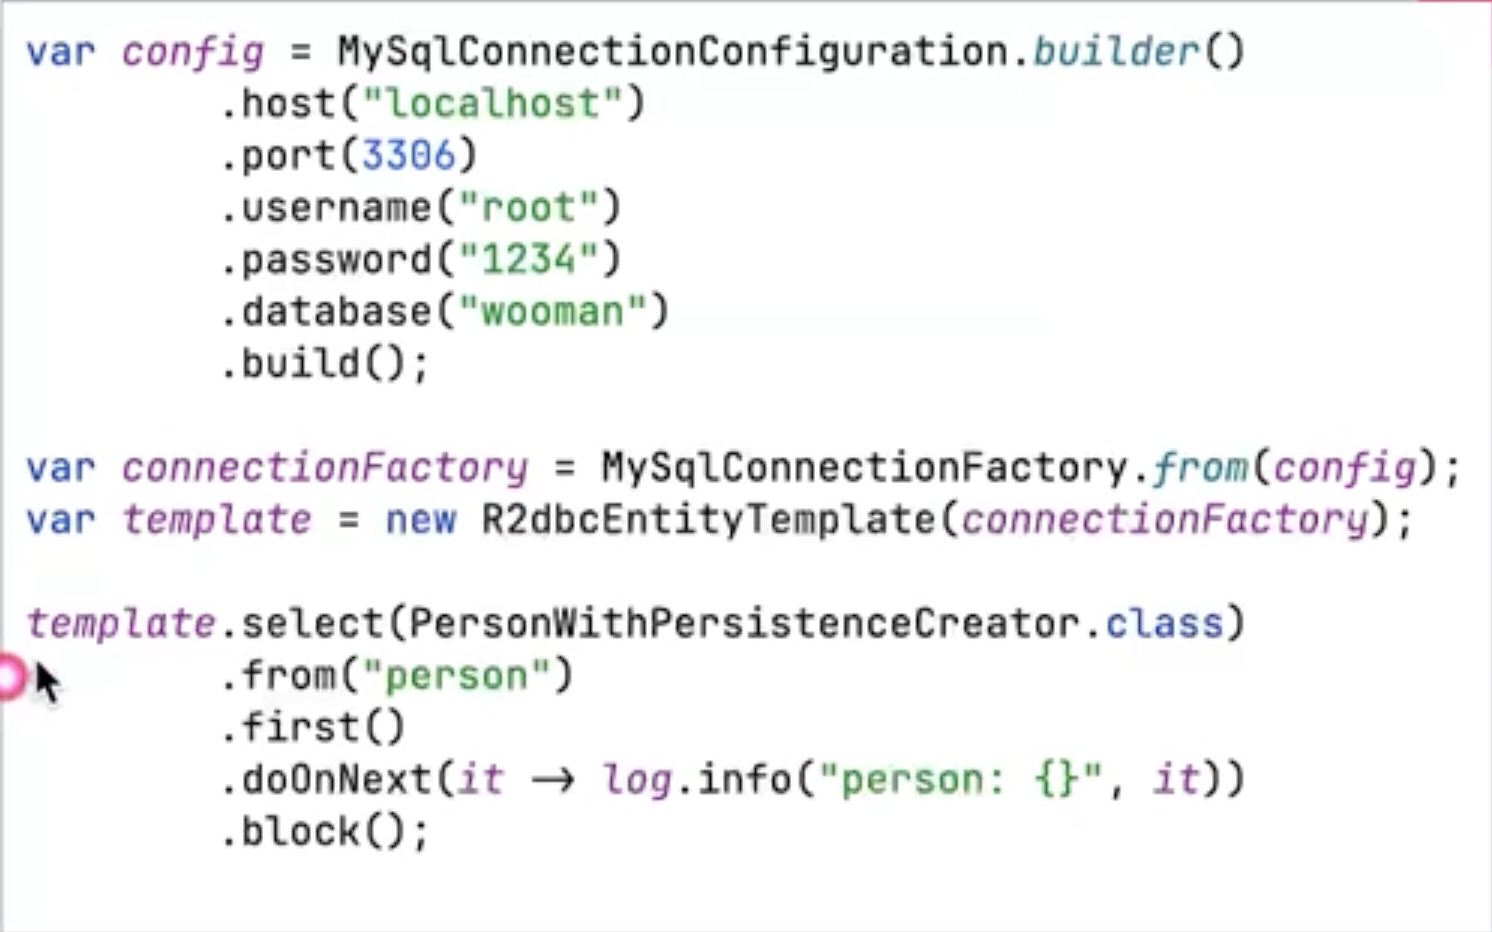 var config = MySqlConnectionConfiguration.builder()
.host("localhost")
.port(3306)
.username("root")
.password("1234")
.database("wooman")
.build();
var connectionFactory = MySqlConnectionFactory.from(config);
var template = new R2dbcEntityTemplate(connectionFactory);
template.select(PersonWithPersistenceCreator.class)
.from("person")
.first()
.doOnNext(it → log.info("person: {}", it))
.block();